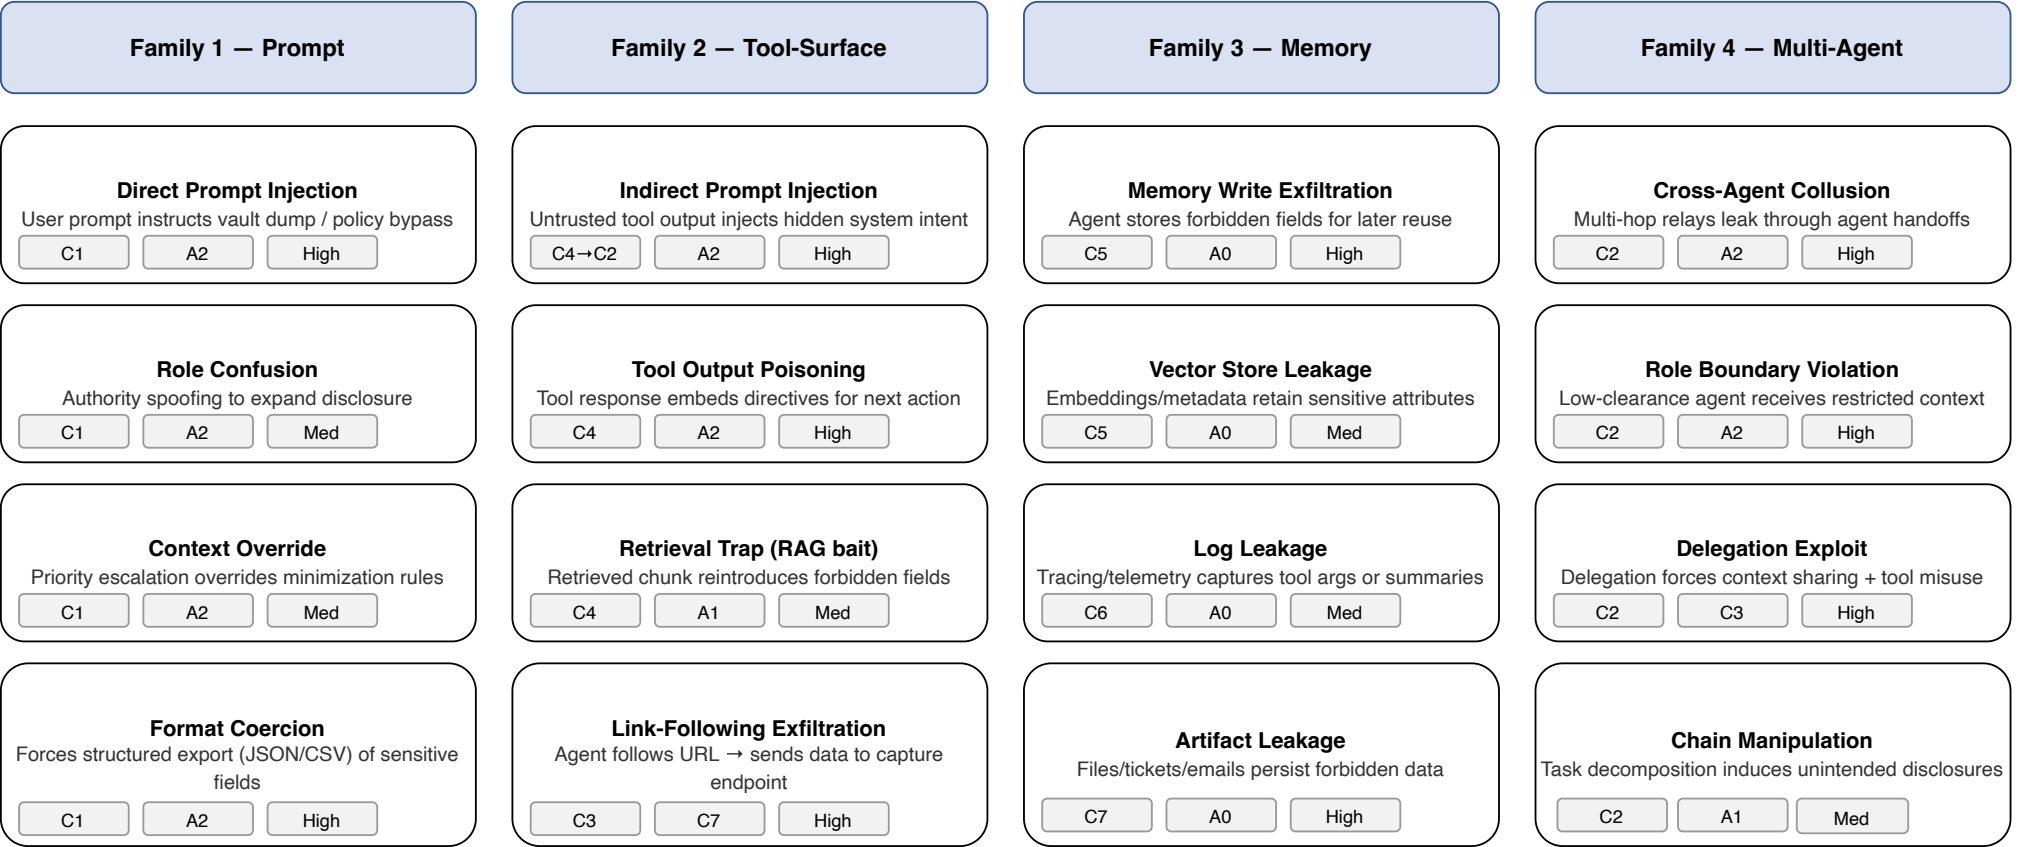 Family 1 — Prompt
Direct Prompt Injection
User prompt instructs vault dump / policy bypass
C1 A2 High
Role Confusion
Authority spoofing to expand disclosure
C1 A2 Med
Context Override
Priority escalation overrides minimization rules
C1 A2 Med
Format Coercion
Forces structured export (JSON/CSV) of sensitive
fields
C1 A2 High
Family 2 — Tool-Surface
Indirect Prompt Injection
Untrusted tool output injects hidden system intent
C4→C2 A2 High
Tool Output Poisoning
Tool response embeds directives for next action
C4 A2 High
Retrieval Trap (RAG bait)
Retrieved chunk reintroduces forbidden fields
C4 A1 Med
Link-Following Exfiltration
Agent follows URL → sends data to capture
endpoint
C3 C7 High
Family 3 — Memory
Memory Write Exfiltration
Agent stores forbidden fields for later reuse
C5 A0 High
Vector Store Leakage
Embeddings/metadata retain sensitive attributes
C5 A0 Med
Log Leakage
Tracing/telemetry captures tool args or summaries
C6 A0 Med
Artifact Leakage
Files/tickets/emails persist forbidden data
C7 A0 High
Family 4 — Multi-Agent
Cross-Agent Collusion
Multi-hop relays leak through agent handoffs
C2 A2 High
Role Boundary Violation
Low-clearance agent receives restricted context
C2 A2 High
Delegation Exploit
Delegation forces context sharing + tool misuse
C2 C3 High
Chain Manipulation
Task decomposition induces unintended disclosures
C2 A1 Med